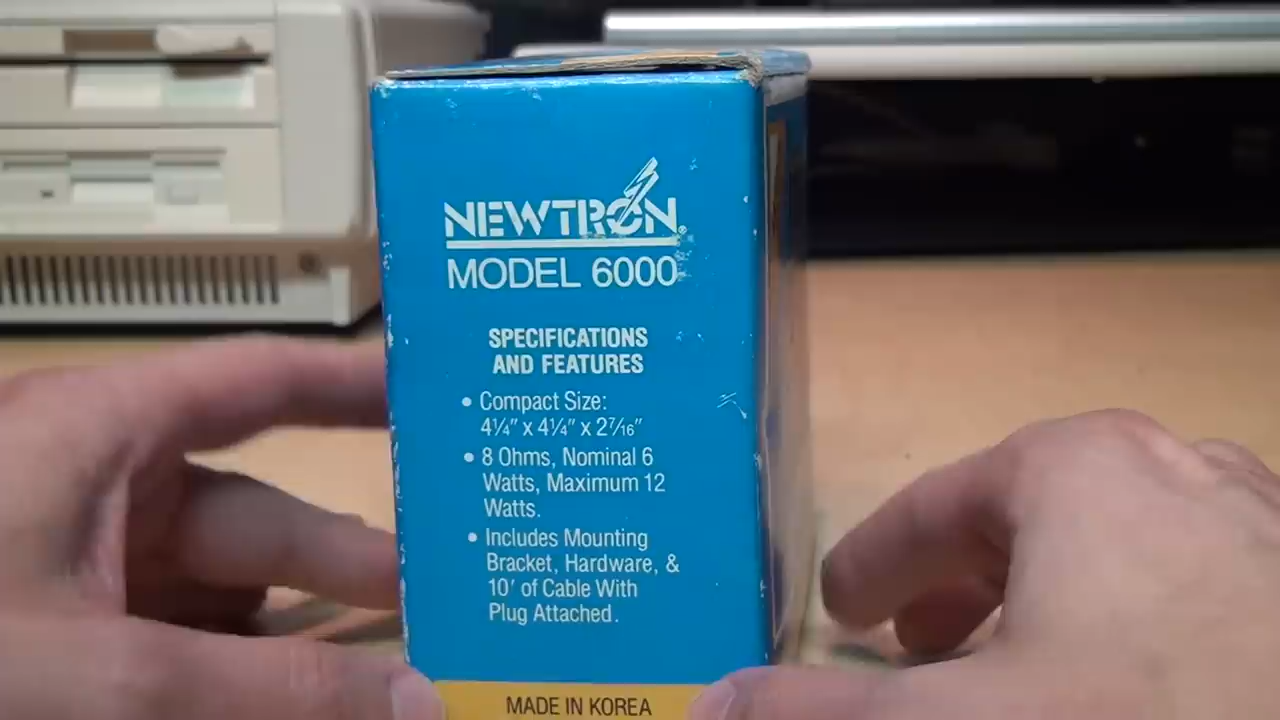 NEWTRON®
MODEL 6000
SPECIFICATIONS
AND FEATURES
• Compact Size:
4¼" x 4¼" x 2⁷⁄₁₆"
• 8 Ohms, Nominal 6
Watts, Maximum 12
Watts.
• Includes Mounting
Bracket, Hardware, &
10' of Cable With
Plug Attached.
MADE IN KOREA